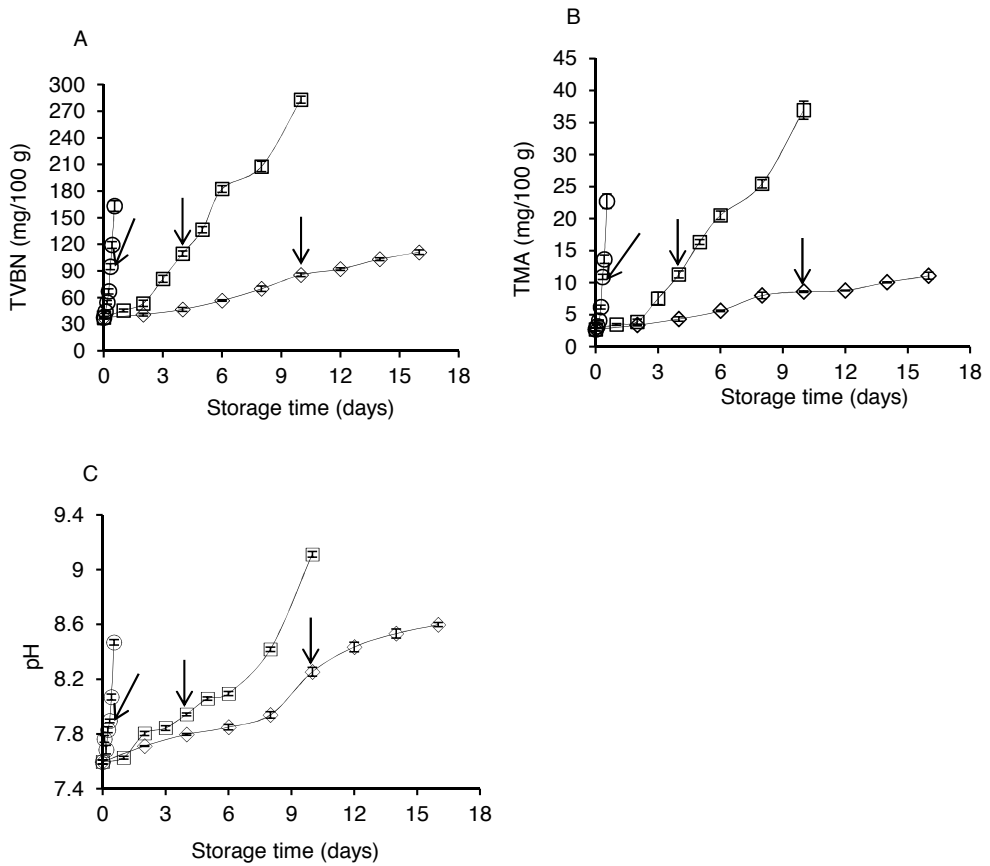 A
TVBN (mg/100 g)
300
270
240
210
180
150
120
90
60
30
0
0 3 6 9 12 15 18
Storage time (days)
B
TMA (mg/100 g)
45
40
35
30
25
20
15
10
5
0
0 3 6 9 12 15 18
Storage time (days)
C
pH
9.4
9
8.6
8.2
7.8
7.4
0 3 6 9 12 15 18
Storage time (days)